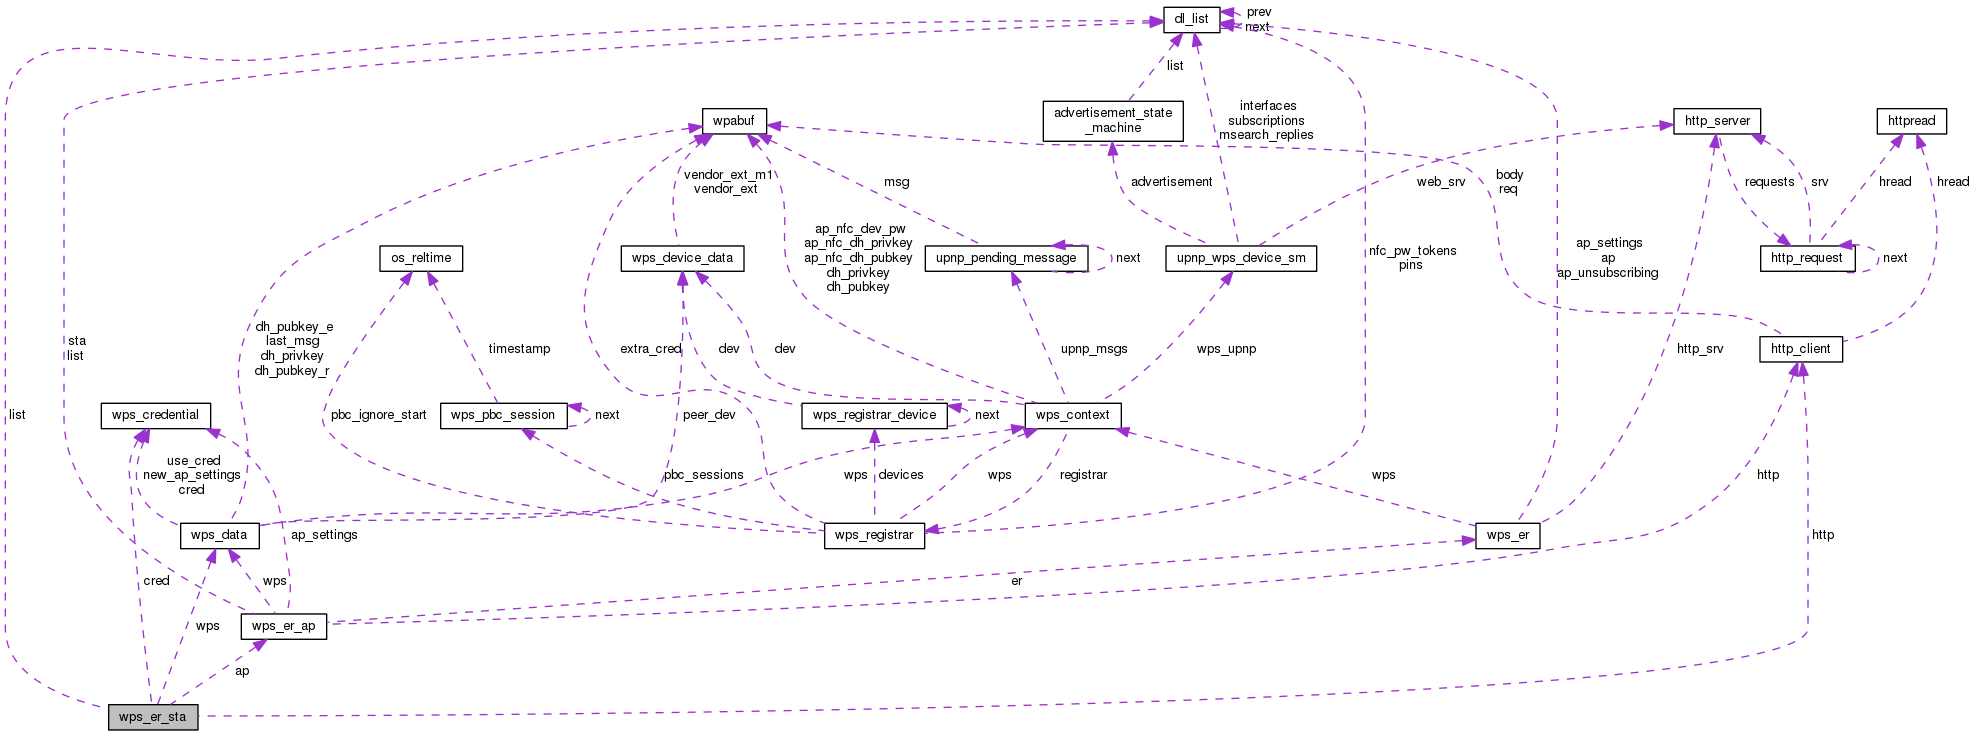 dl_list
prev
next
list
advertisement_state
_machine
wpabuf
interfaces
subscriptions
msearch_replies
http_server
httpread
vendor_ext_m1
vendor_ext
msg
advertisement
web_srv
body
req
requests
srv
hread
hread
os_reltime
wps_device_data
ap_nfc_dev_pw
ap_nfc_dh_privkey
ap_nfc_dh_pubkey
dh_privkey
dh_pubkey
upnp_pending_message
next
upnp_wps_device_sm
nfc_pw_tokens
pins
ap_settings
ap
ap_unsubscribing
http_request
next
sta
list
dh_pubkey_e
last_msg
dh_privkey
dh_pubkey_r
timestamp
extra_cred
dev
dev
upnp_msgs
wps_upnp
http_srv
http_client
list
wps_credential
pbc_ignore_start
wps_pbc_session
next
peer_dev
wps_registrar_device
next
wps_context
use_cred
new_ap_settings
cred
pbc_sessions
wps
devices
wps
registrar
wps
http
wps_data
ap_settings
wps_registrar
wps_er
http
cred
wps
er
wps
wps_er_ap
ap
wps_er_sta